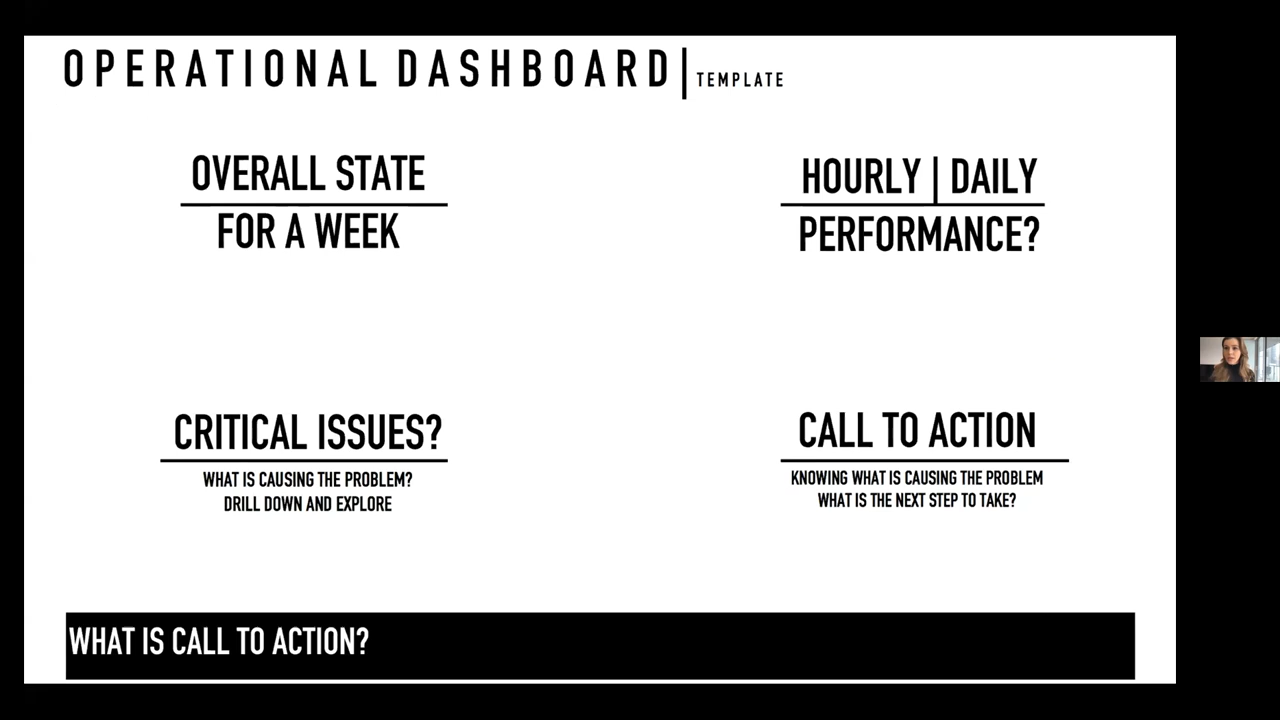 OPERATIONAL DASHBOARD | TEMPLATE
OVERALL STATE
FOR A WEEK
HOURLY | DAILY
PERFORMANCE?
CRITICAL ISSUES?
WHAT IS CAUSING THE PROBLEM?
DRILL DOWN AND EXPLORE
CALL TO ACTION
KNOWING WHAT IS CAUSING THE PROBLEM
WHAT IS THE NEXT STEP TO TAKE?
WHAT IS CALL TO ACTION?